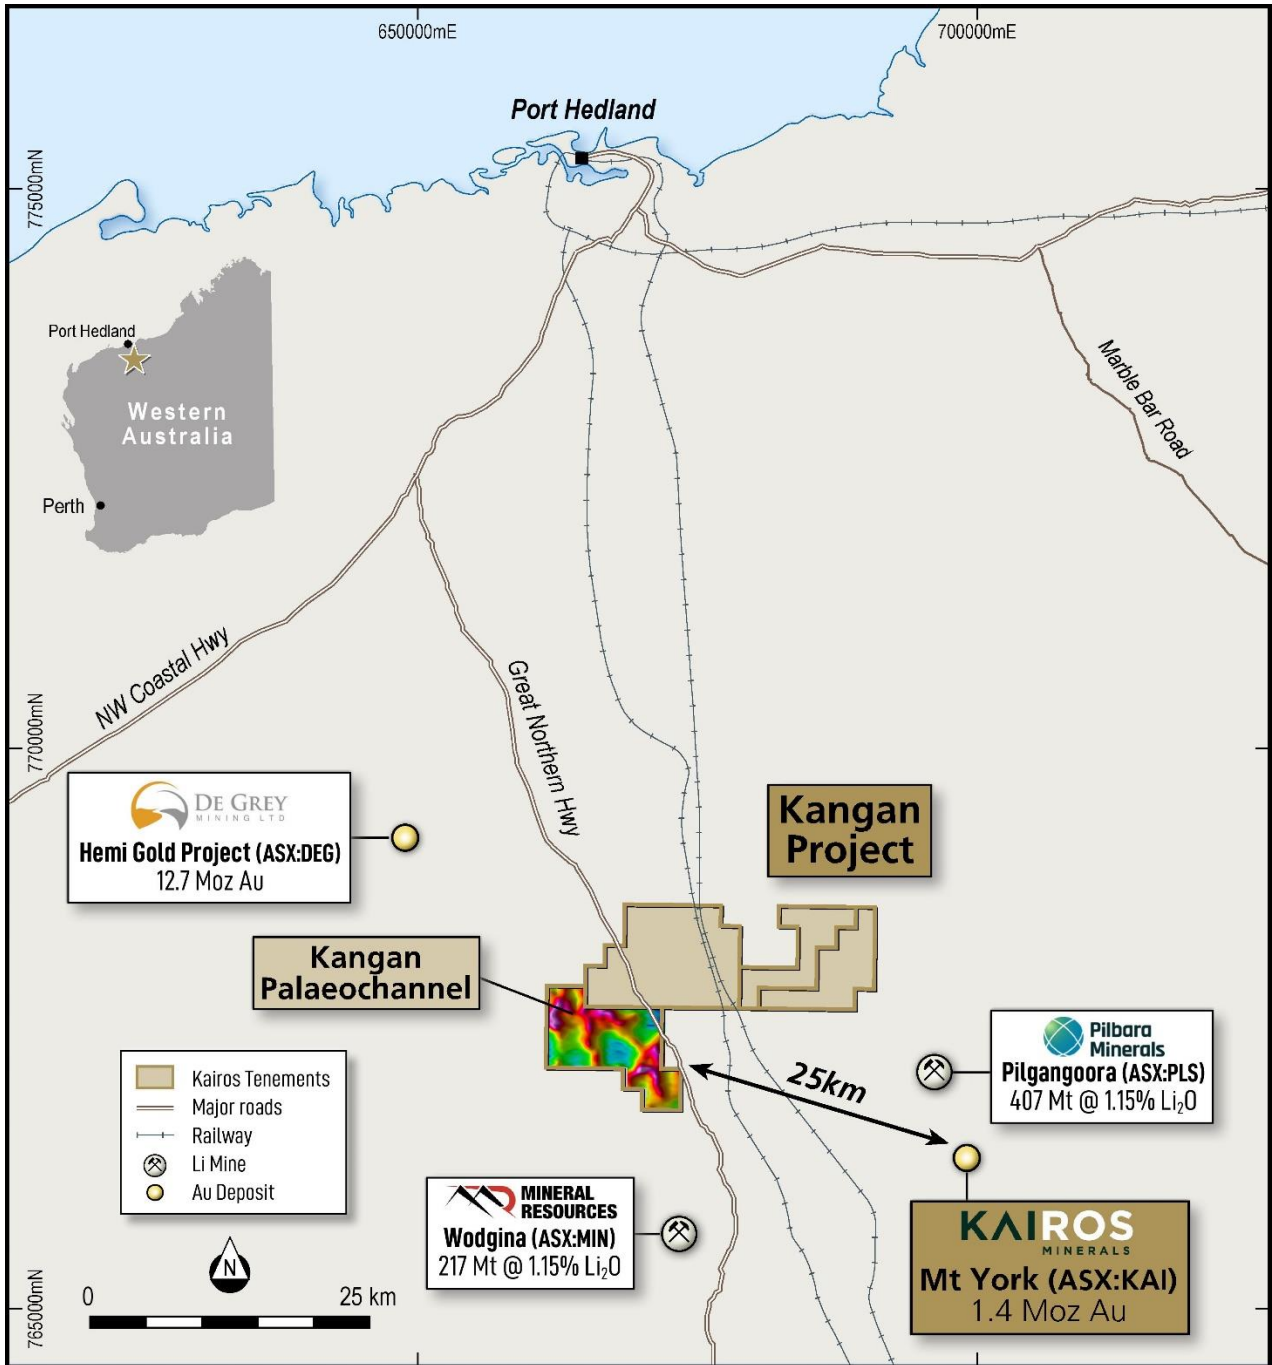 650000mE
700000mE
Port Hedland
775000mN
Port Hedland
Western
Australia
Perth
Marble Bar Road
NW Coastal Hwy
Great Northern Hwy
770000mN
DE GREY
MINING LTD
Hemi Gold Project (ASX:DEG)
12.7 Moz Au
Kangan
Project
Kangan
Palaeochannel
Pilbara
Minerals
Pilgangoora (ASX:PLS)
407 Mt @ 1.15% Li₂O
25km
Kairos Tenements
Major roads
Railway
Li Mine
Au Deposit
MINERAL
RESOURCES
Wodgina (ASX:MIN)
217 Mt @ 1.15% Li₂O
KAIROS
MINERALS
Mt York (ASX:KAI)
1.4 Moz Au
N
0
25 km
765000mN